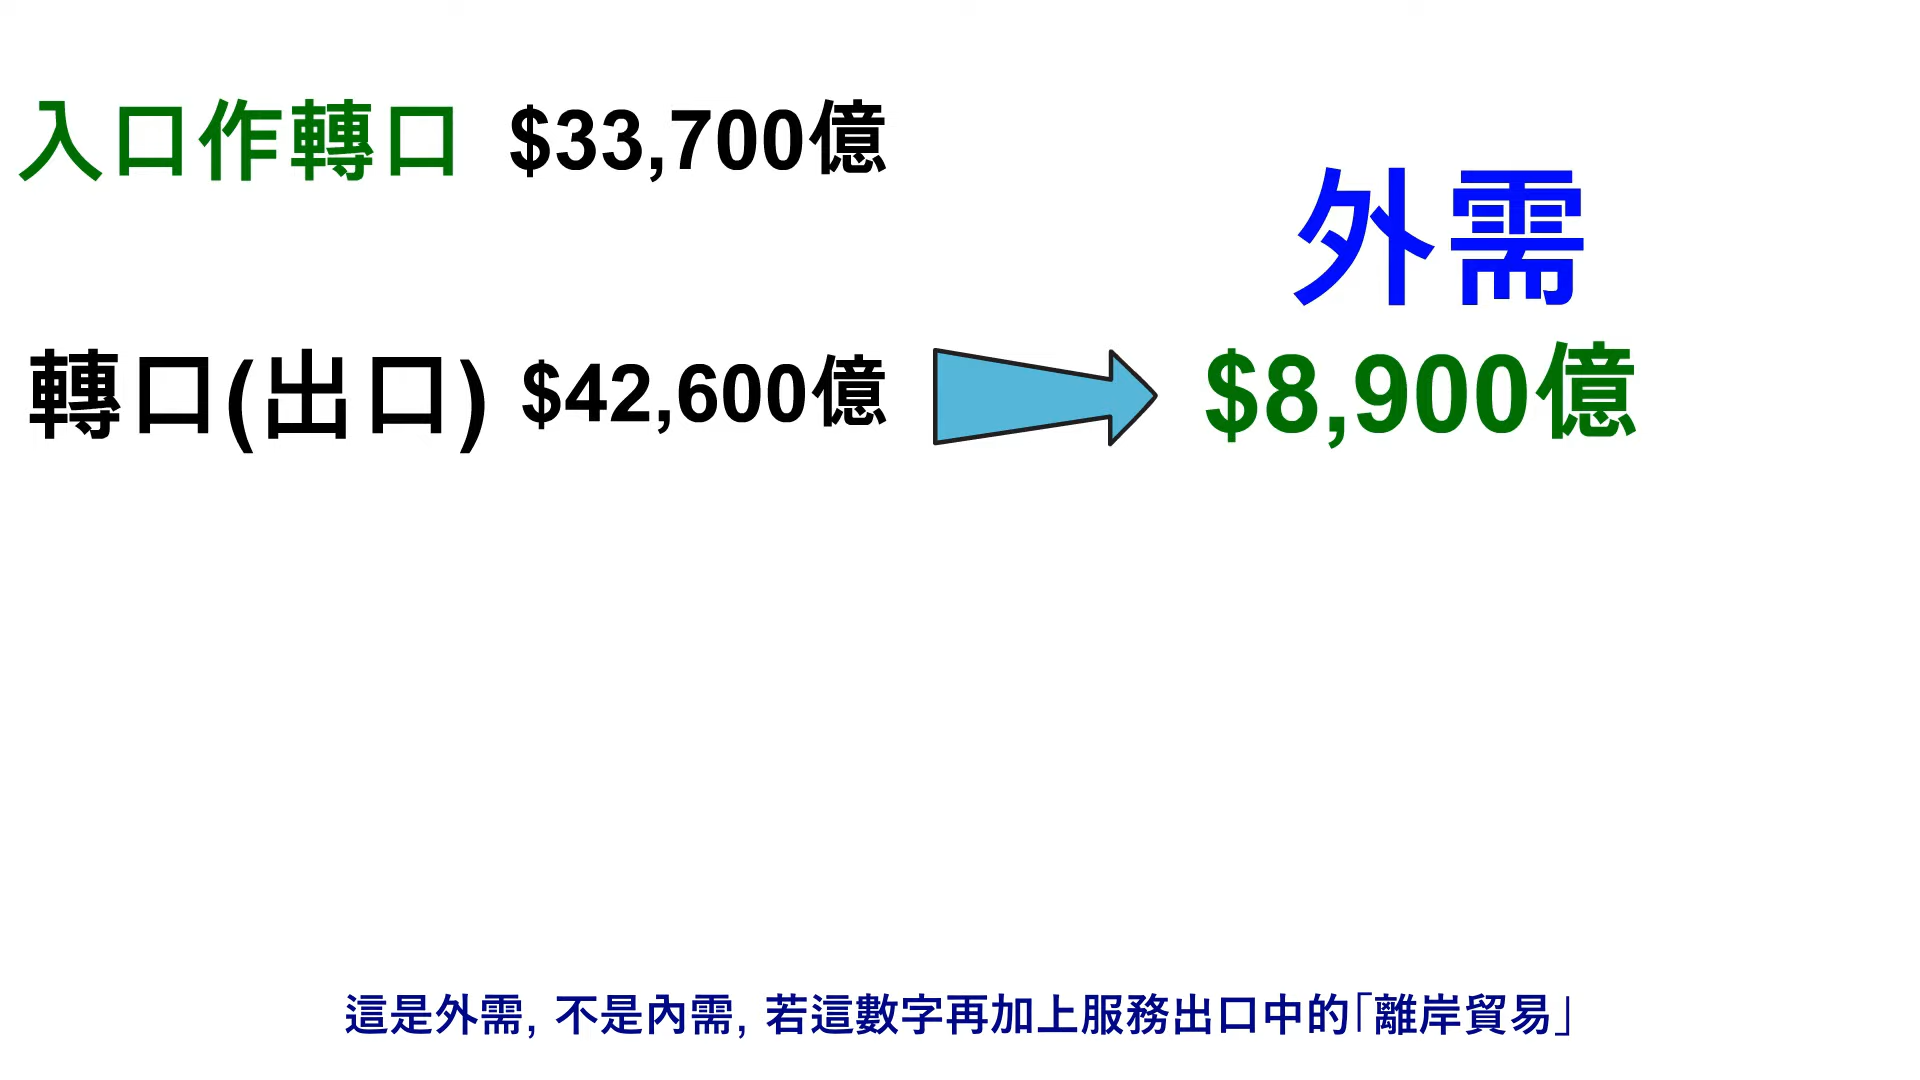 入口作轉口 $33,700億
外需
轉口(出口) $42,600億 $8,900億
這是外需, 不是內需, 若這數字再加上服務出口中的「離岸貿易」